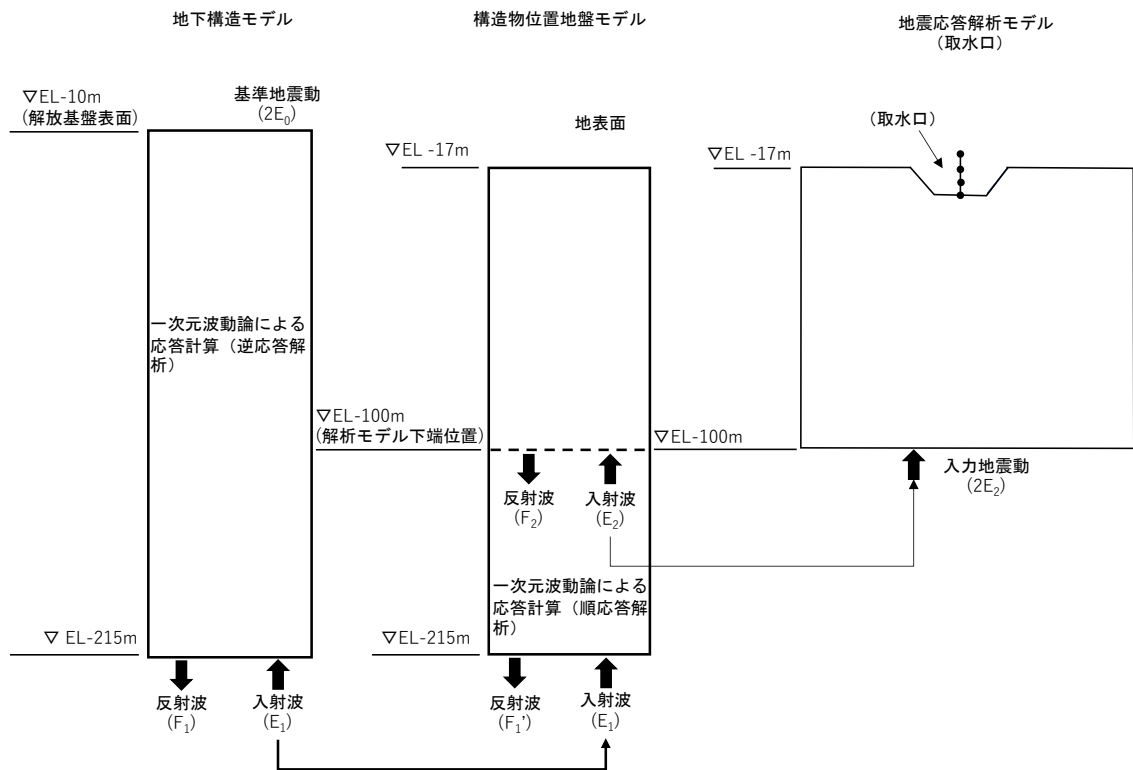 地下構造モデル
構造物位置地盤モデル
地震応答解析モデル
(取水口)
▽EL-10m
(解放基盤表面)
基準地震動
(2E₀)
地表面
(取水口)
▽EL -17m
▽EL -17m
一次元波動論による
応答計算（逆応答解
析）
▽EL-100m
(解析モデル下端位置)
▽EL-100m
反射波
(F₂)
入射波
(E₂)
入力地震動
(2E₂)
一次元波動論による
応答計算（順応答解
析）
▽ EL-215m
▽EL-215m
反射波
(F₁)
入射波
(E₁)
反射波
(F₁')
入射波
(E₁)